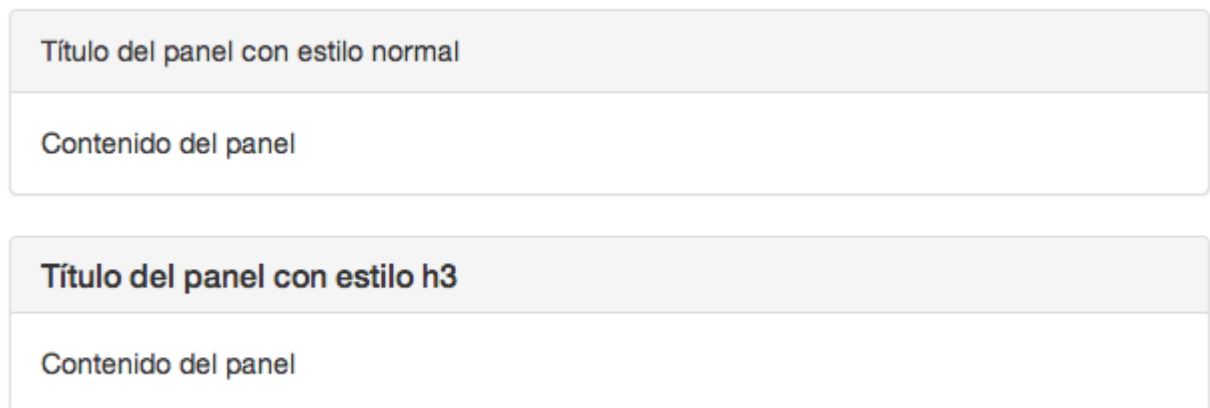 Título del panel con estilo normal
Contenido del panel
Título del panel con estilo h3
Contenido del panel